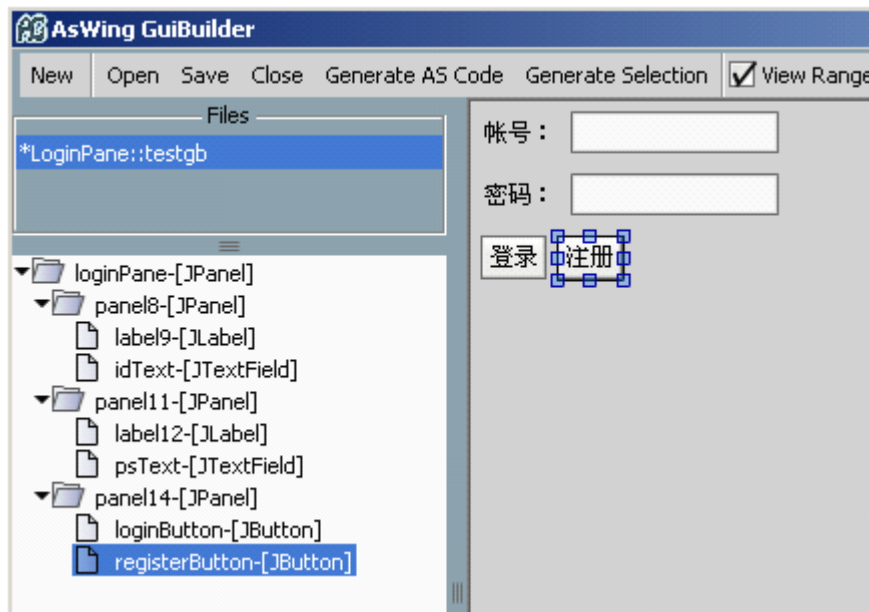 AsWing GuiBuilder
New Open Save Close Generate AS Code Generate Selection View Range
Files
*LoginPane::testgb
loginPane-[JPanel]
panel8-[JPanel]
label9-[JLabel]
idText-[JTextField]
panel11-[JPanel]
label12-[JLabel]
psText-[JTextField]
panel14-[JPanel]
loginButton-[JButton]
registerButton-[JButton]
帐号：
密码：
登录 注册